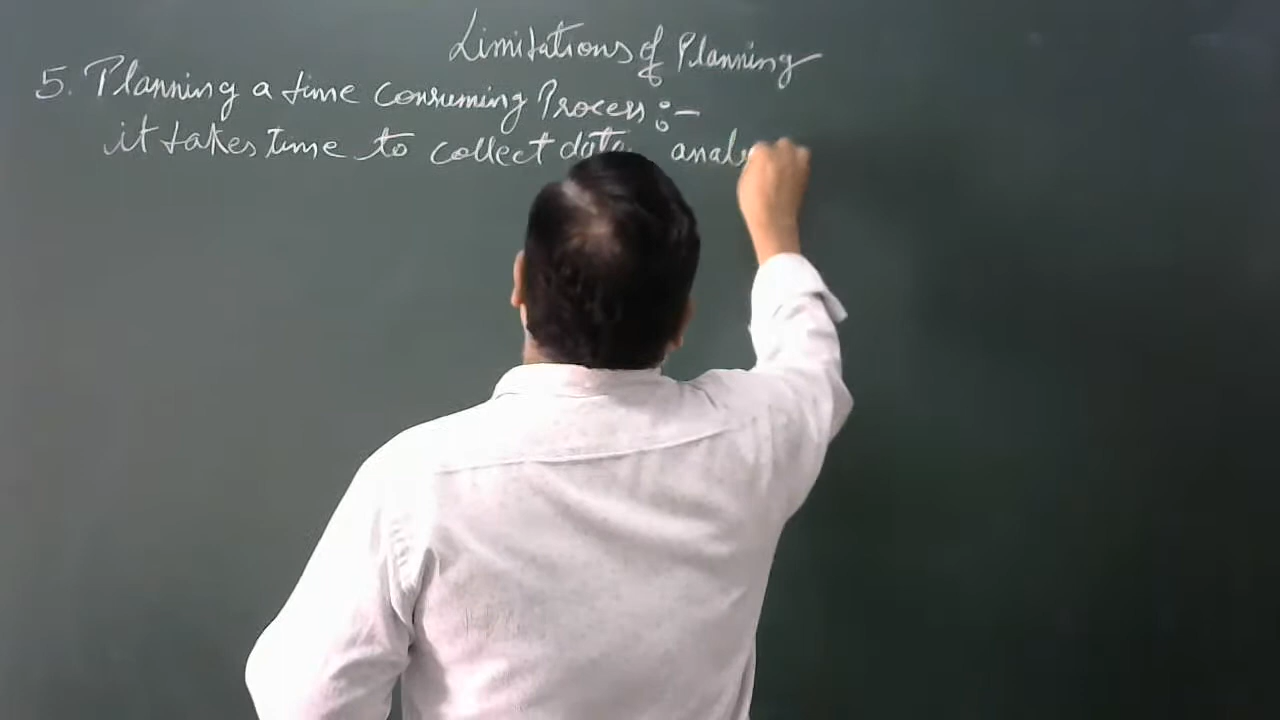 Limitations of Planning
5. Planning a time consuming Process :-
it takes time to collect data